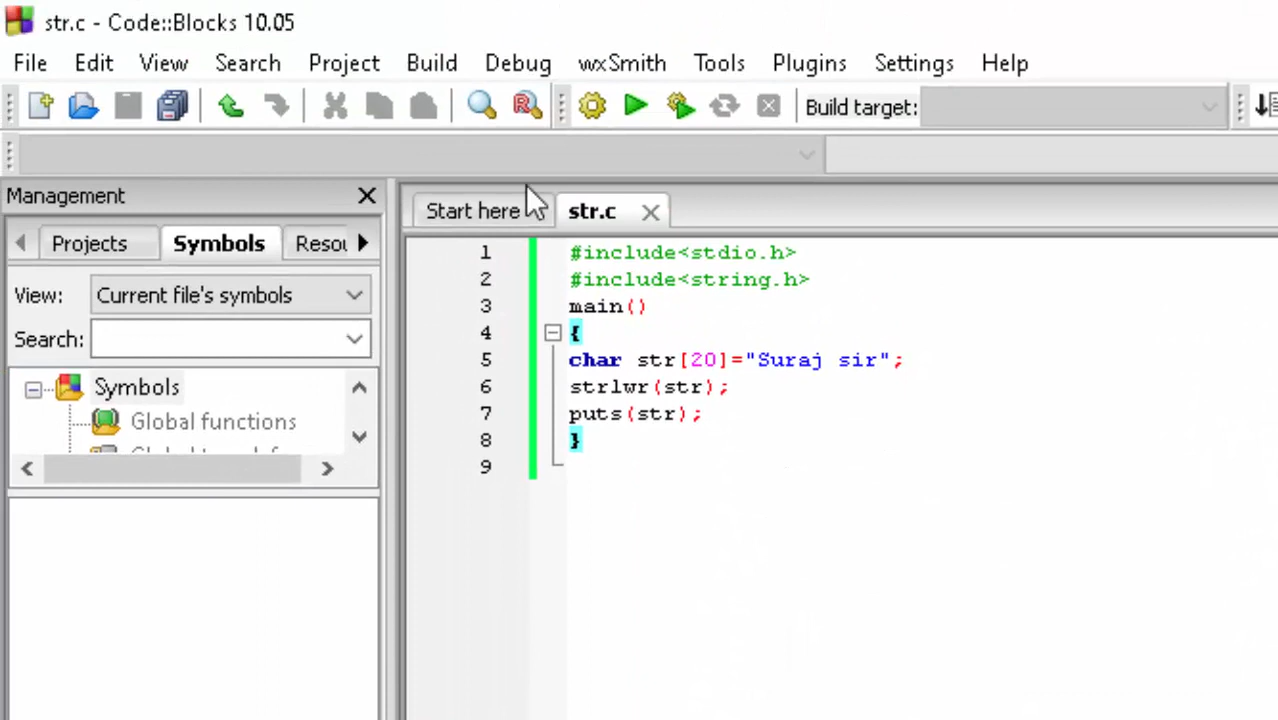 str.c - Code::Blocks 10.05
File Edit View Search Project Build Debug wxSmith Tools Plugins Settings Help
Build target:
Management
Start here str.c
Projects Symbols Resou
View: Current file's symbols
Search:
Symbols
Global functions
1 #include<stdio.h>
2 #include<string.h>
3 main()
4 {
5 char str[20]="Suraj sir";
6 strlwr(str);
7 puts(str);
8 }
9